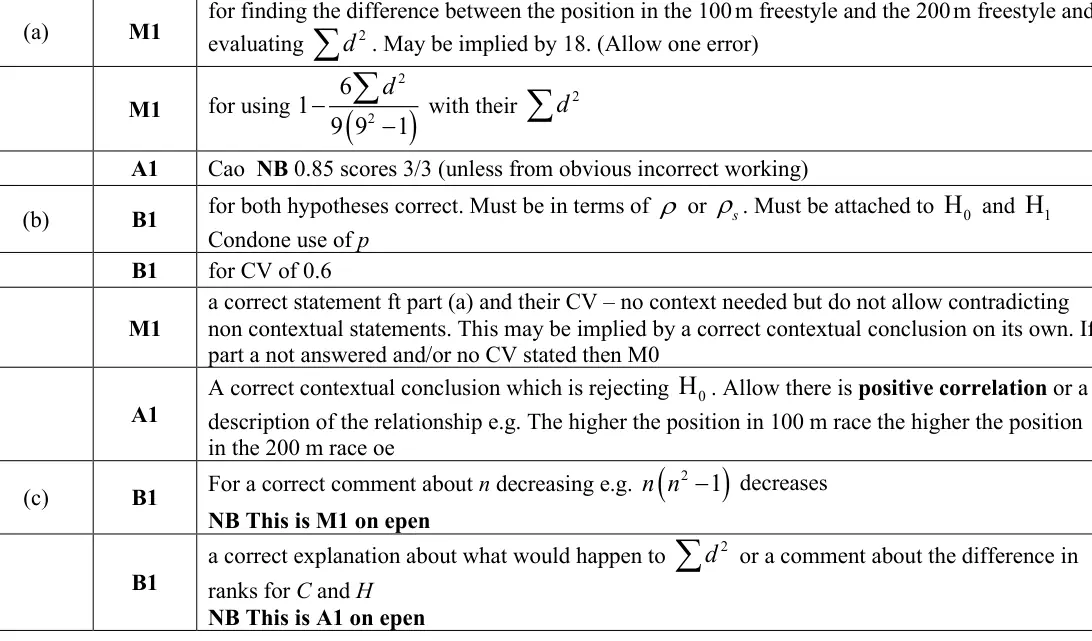 (a) M1 for finding the difference between the position in the 100 m freestyle and the 200 m freestyle and
evaluating ∑d². May be implied by 18. (Allow one error)
M1 for using 1 − 6∑d² / 9(9² − 1) with their ∑d²
A1 Cao NB 0.85 scores 3/3 (unless from obvious incorrect working)
(b) B1 for both hypotheses correct. Must be in terms of ρ or ρₛ. Must be attached to H₀ and H₁
Condone use of p
B1 for CV of 0.6
M1 a correct statement ft part (a) and their CV – no context needed but do not allow contradicting
non contextual statements. This may be implied by a correct contextual conclusion on its own. If
part a not answered and/or no CV stated then M0
A1 A correct contextual conclusion which is rejecting H₀. Allow there is positive correlation or a
description of the relationship e.g. The higher the position in 100 m race the higher the position
in the 200 m race oe
(c) B1 For a correct comment about n decreasing e.g. n(n² − 1) decreases
NB This is M1 on epen
B1 a correct explanation about what would happen to ∑d² or a comment about the difference in
ranks for C and H
NB This is A1 on epen